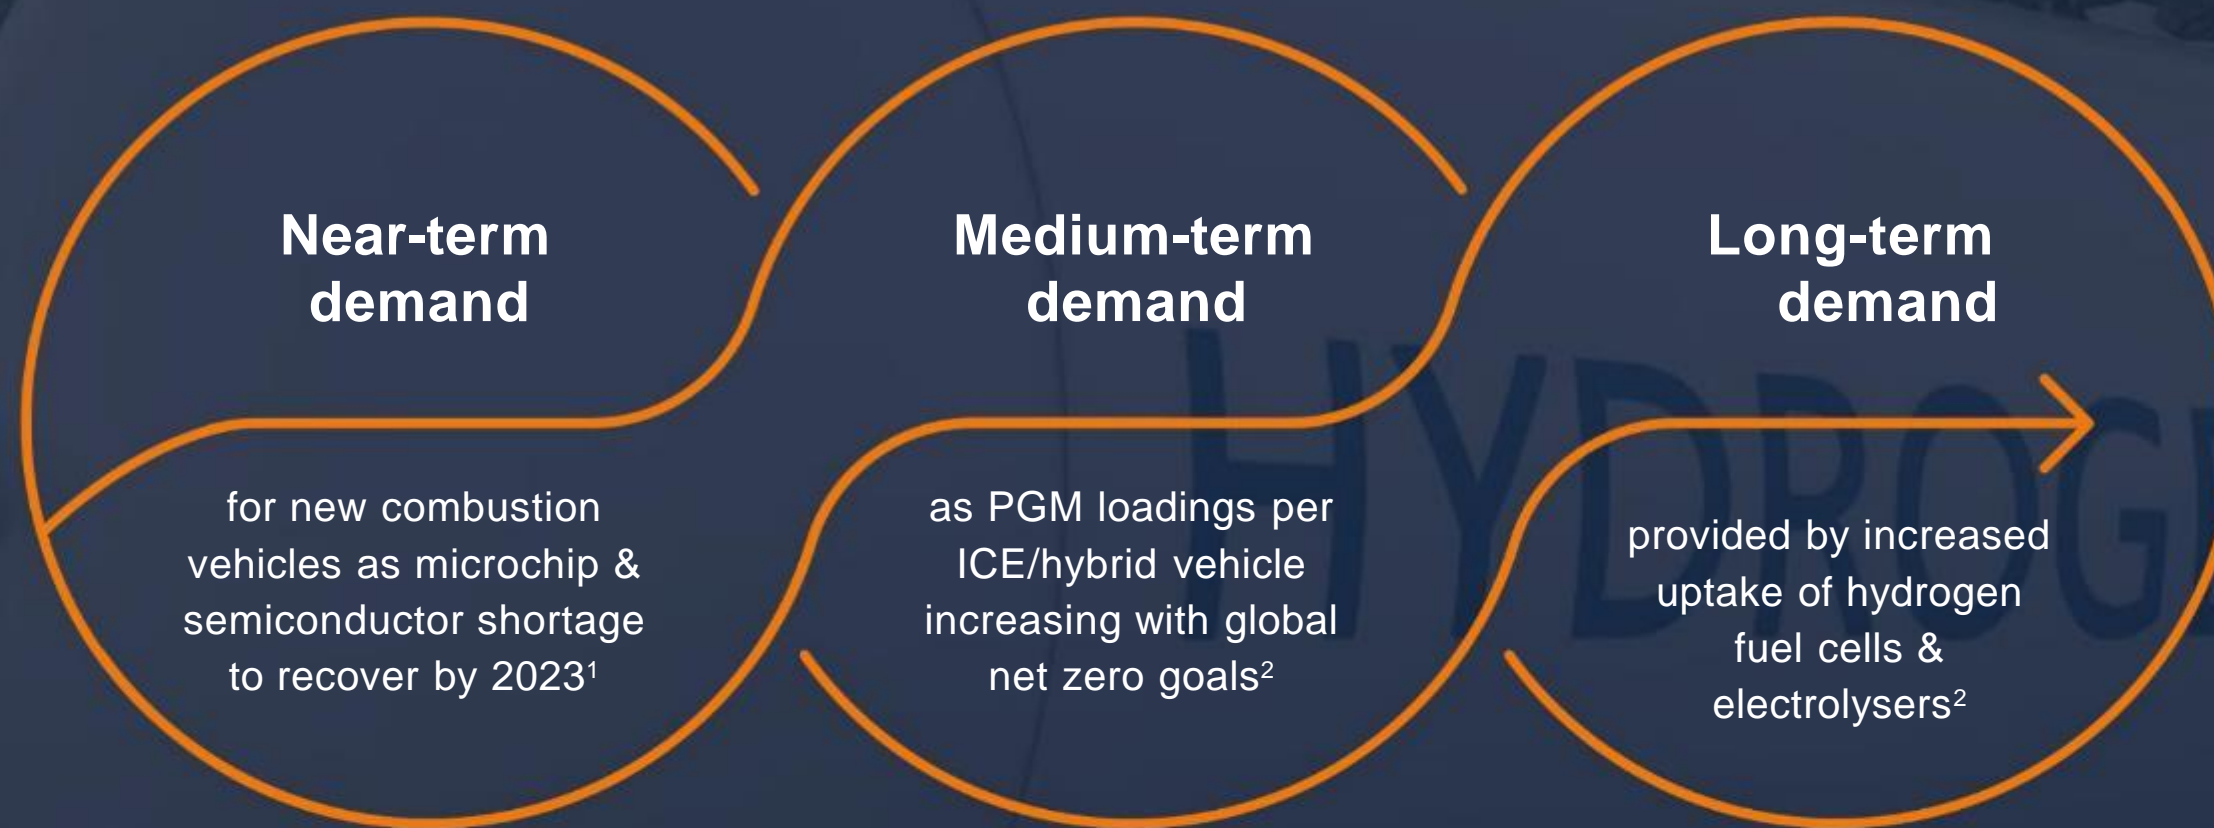 Near-term
demand
for new combustion
vehicles as microchip &
semiconductor shortage
to recover by 2023¹
Medium-term
demand
as PGM loadings per
ICE/hybrid vehicle
increasing with global
net zero goals²
Long-term
demand
provided by increased
uptake of hydrogen
fuel cells &
electrolysers²
HYDROG